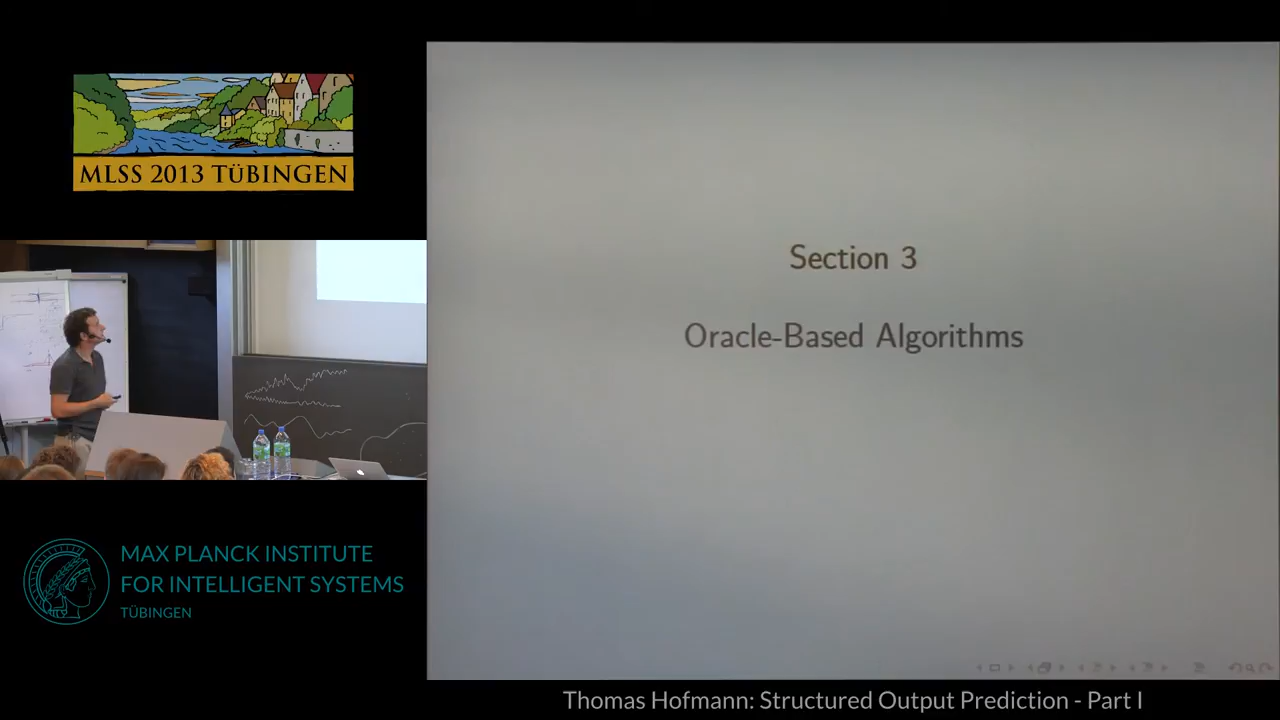 MLSS 2013 TÜBINGEN
Section 3
Oracle-Based Algorithms
MAX PLANCK INSTITUTE
FOR INTELLIGENT SYSTEMS
TÜBINGEN
Thomas Hofmann: Structured Output Prediction - Part I